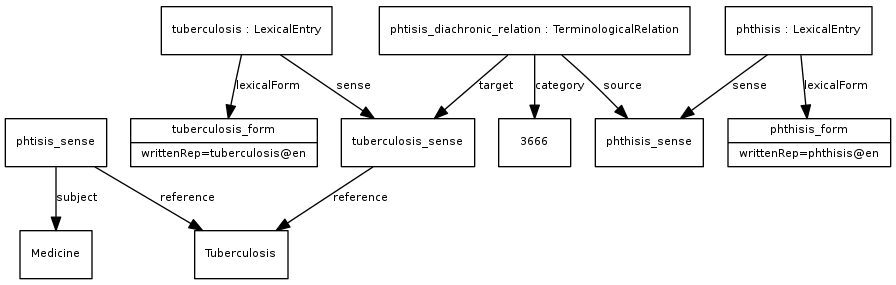 tuberculosis : LexicalEntry
phtisis_diachronic_relation : TerminologicalRelation
phthisis : LexicalEntry
lexicalForm
sense
target
category
source
sense
lexicalForm
phtisis_sense
tuberculosis_form
writtenRep=tuberculosis@en
tuberculosis_sense
3666
phthisis_sense
phthisis_form
writtenRep=phthisis@en
subject
reference
reference
Medicine
Tuberculosis